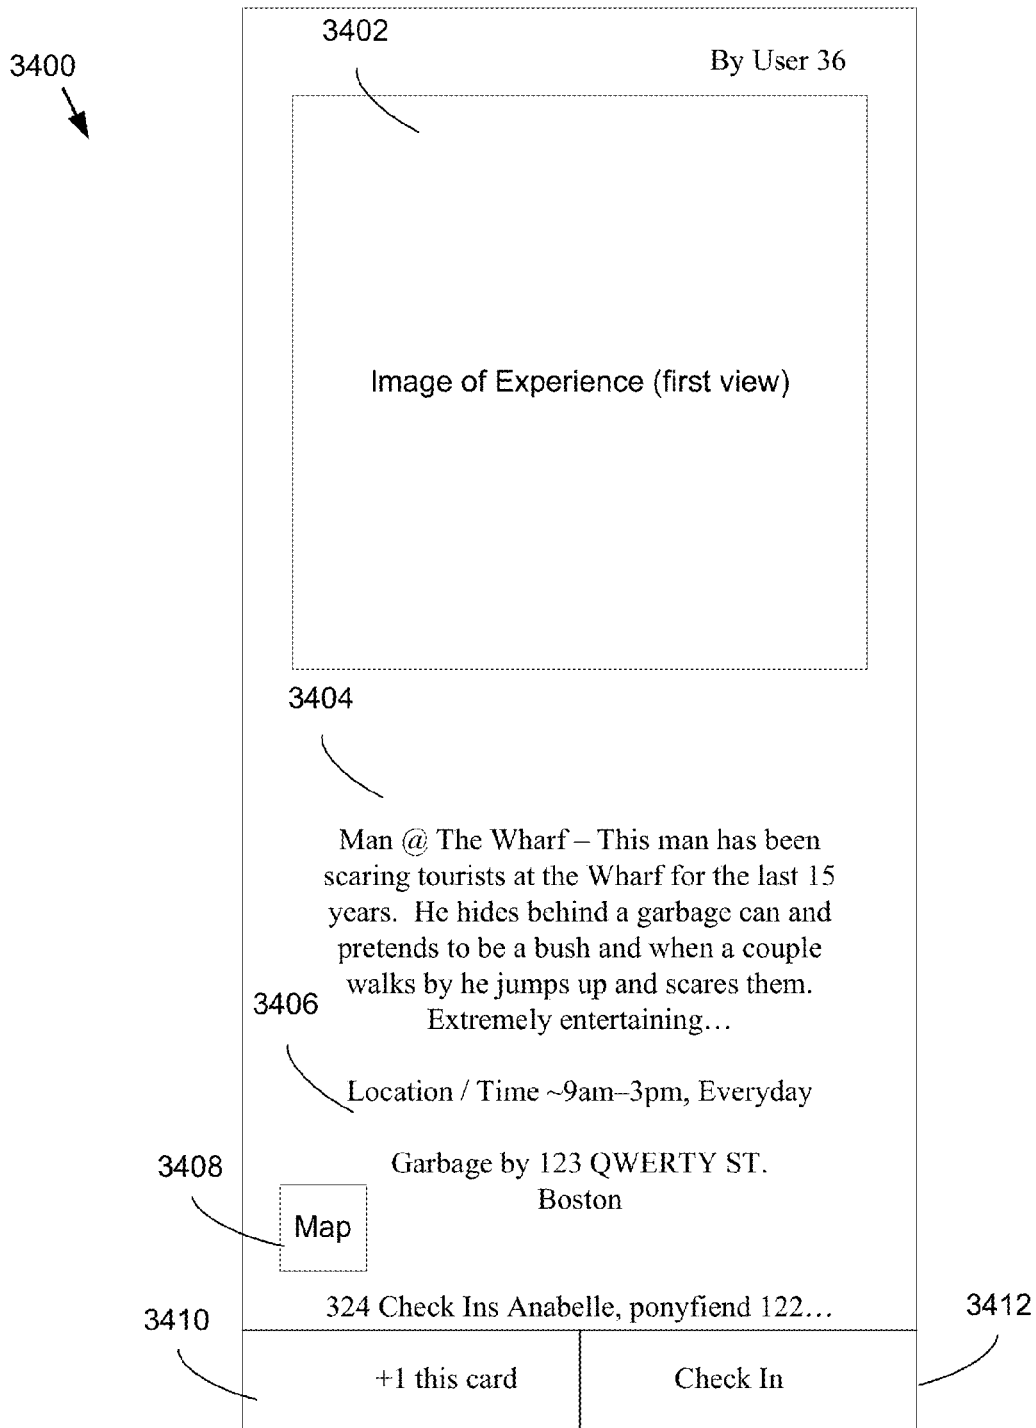 3402
By User 36
3400
Image of Experience (first view)
3404
Man @ The Wharf – This man has been
scaring tourists at the Wharf for the last 15
years. He hides behind a garbage can and
pretends to be a bush and when a couple
walks by he jumps up and scares them.
3406
Extremely entertaining...
Location / Time ~9am–3pm, Everyday
Garbage by 123 QWERTY ST.
3408
Boston
Map
324 Check Ins Anabelle, ponyfiend 122...
3412
3410
+1 this card
Check In